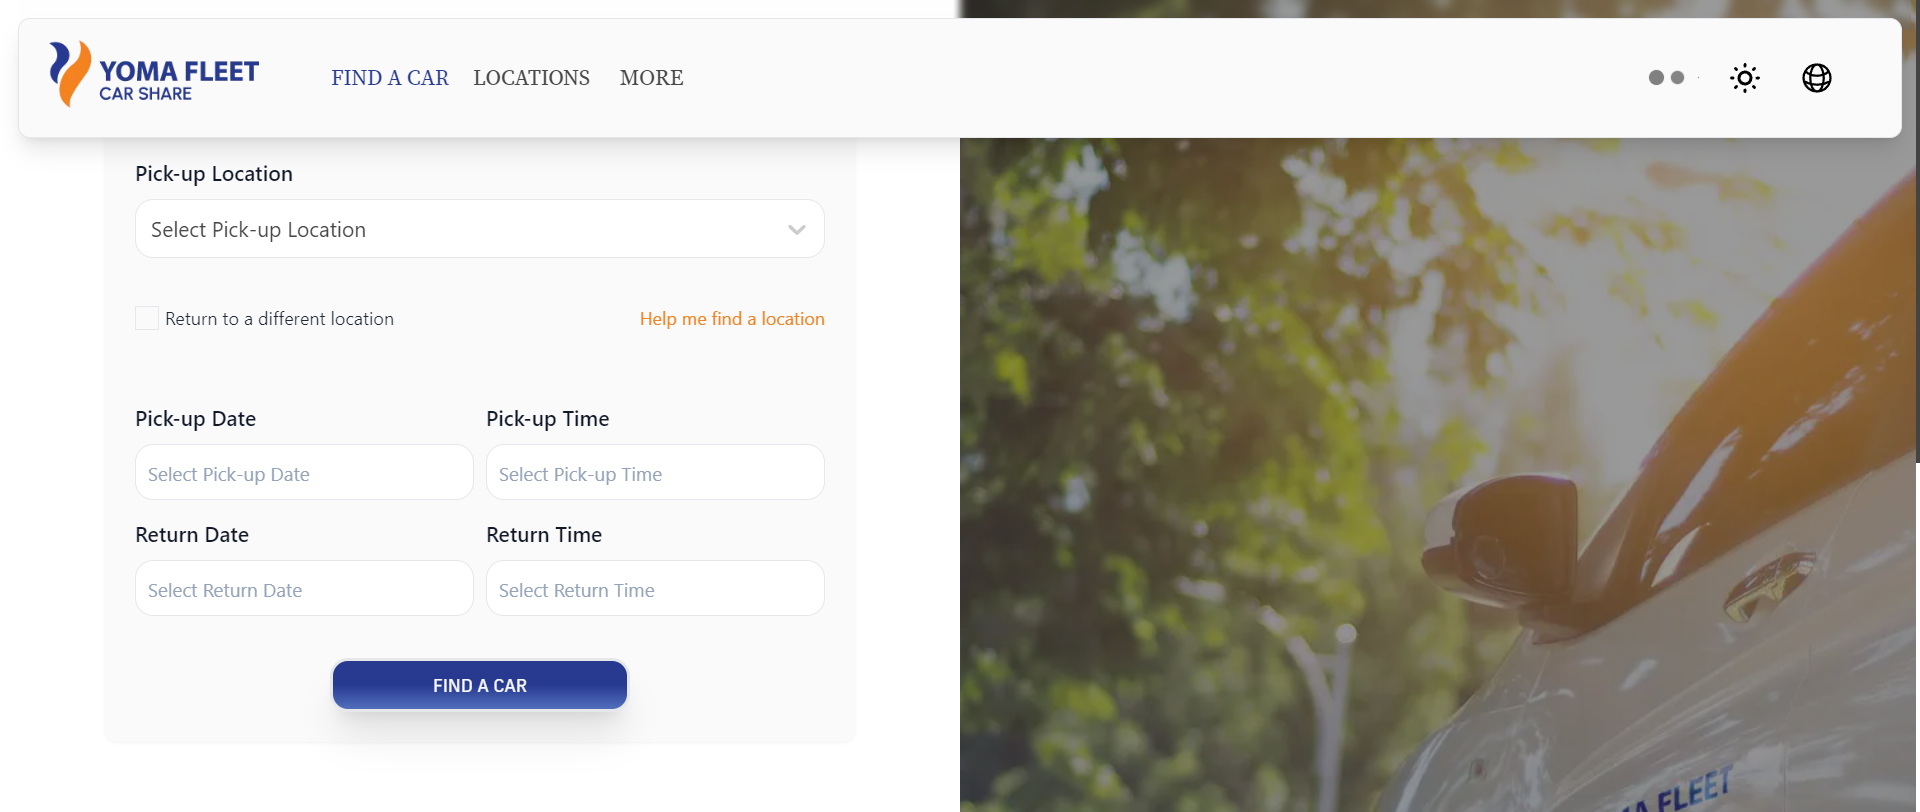 YOMA FLEET
CAR SHARE
FIND A CAR
LOCATIONS
MORE
Pick-up Location
Select Pick-up Location
Return to a different location
Help me find a location
Pick-up Date
Pick-up Time
Select Pick-up Date
Select Pick-up Time
Return Date
Return Time
Select Return Date
Select Return Time
FIND A CAR
FLEET